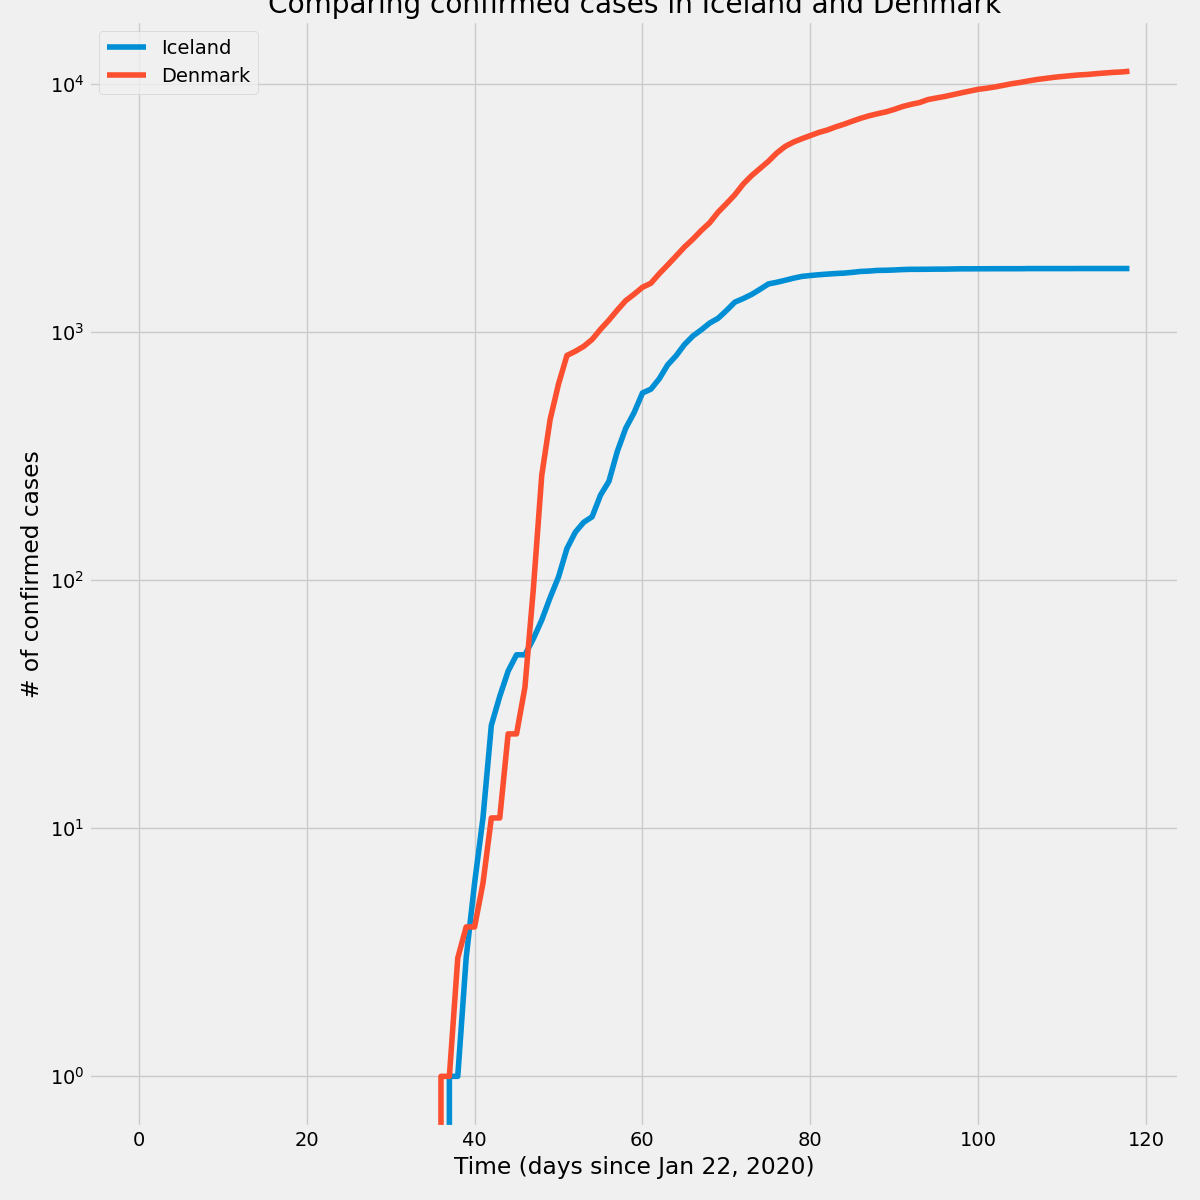 Comparing confirmed cases in Iceland and Denmark
Iceland
Denmark
10⁴
10³
10²
10¹
10⁰
# of confirmed cases
0 20 40 60 80 100 120
Time (days since Jan 22, 2020)